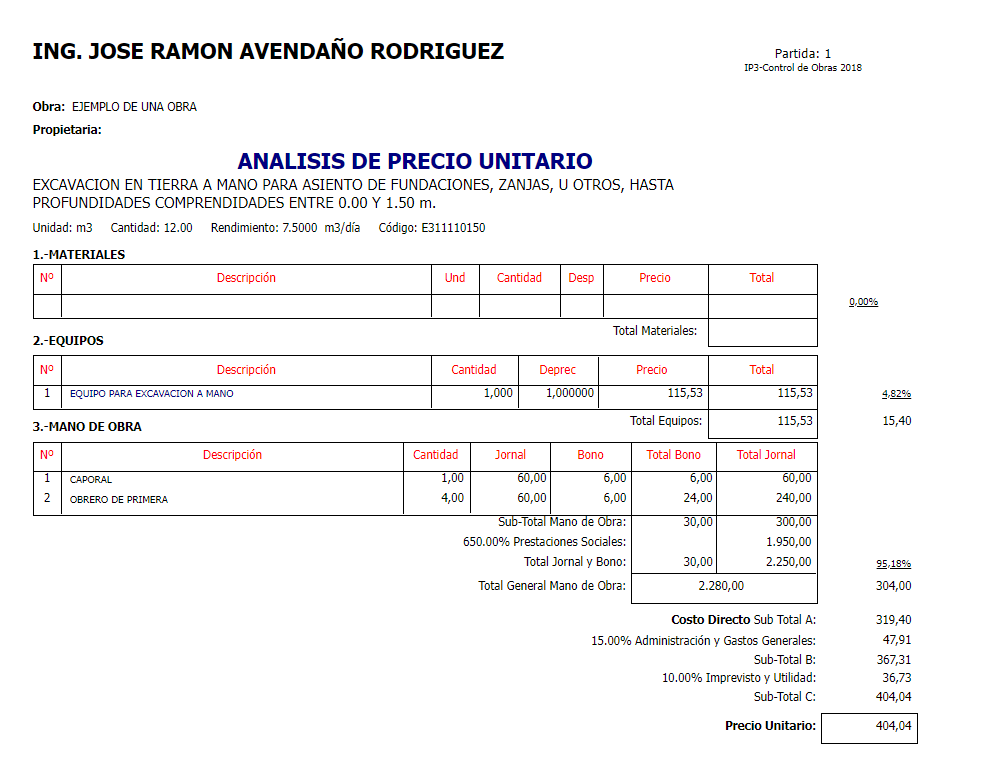 ING. JOSE RAMON AVENDAÑO RODRIGUEZ
Partida: 1
IP3-Control de Obras 2018
Obra: EJEMPLO DE UNA OBRA
Propietaria:
ANALISIS DE PRECIO UNITARIO
EXCAVACION EN TIERRA A MANO PARA ASIENTO DE FUNDACIONES, ZANJAS, U OTROS, HASTA
PROFUNDIDADES COMPRENDIDADES ENTRE 0.00 Y 1.50 m.
Unidad: m3 Cantidad: 12.00 Rendimiento: 7.5000 m3/día Código: E311110150
1.-MATERIALES
Nº Descripción Und Cantidad Desp Precio Total
0,00%
Total Materiales:
2.-EQUIPOS
Nº Descripción Cantidad Deprec Precio Total
1 EQUIPO PARA EXCAVACION A MANO 1,000 1,000000 115,53 115,53 4,82%
Total Equipos: 115,53 15,40
3.-MANO DE OBRA
Nº Descripción Cantidad Jornal Bono Total Bono Total Jornal
1 CAPORAL 1,00 60,00 6,00 6,00 60,00
2 OBRERO DE PRIMERA 4,00 60,00 6,00 24,00 240,00
Sub-Total Mano de Obra: 30,00 300,00
650.00% Prestaciones Sociales: 1.950,00
Total Jornal y Bono: 30,00 2.250,00 95,18%
Total General Mano de Obra: 2.280,00 304,00
Costo Directo Sub Total A: 319,40
15.00% Administración y Gastos Generales: 47,91
Sub-Total B: 367,31
10.00% Imprevisto y Utilidad: 36,73
Sub-Total C: 404,04
Precio Unitario: 404,04